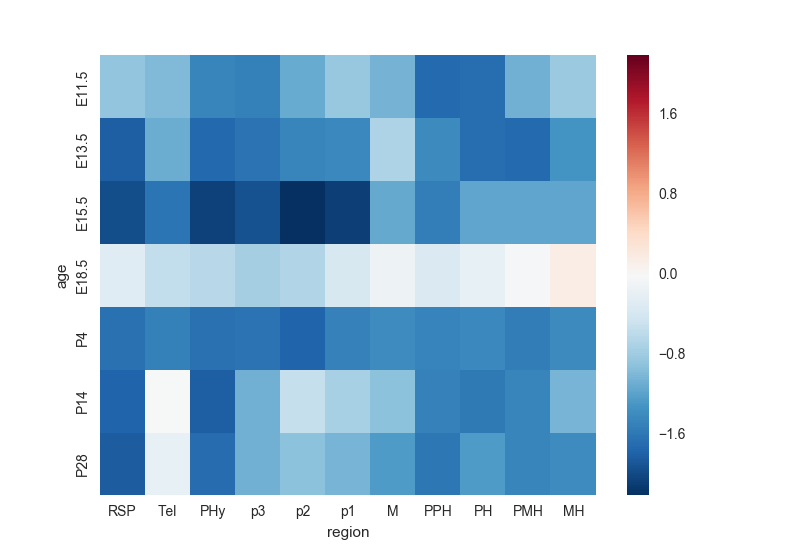 E11.5
E13.5
E15.5
E18.5
P4
P14
P28
age
RSP Tel PHy p3 p2 p1 M PPH PH PMH MH
region
1.6
0.8
0.0
−0.8
−1.6